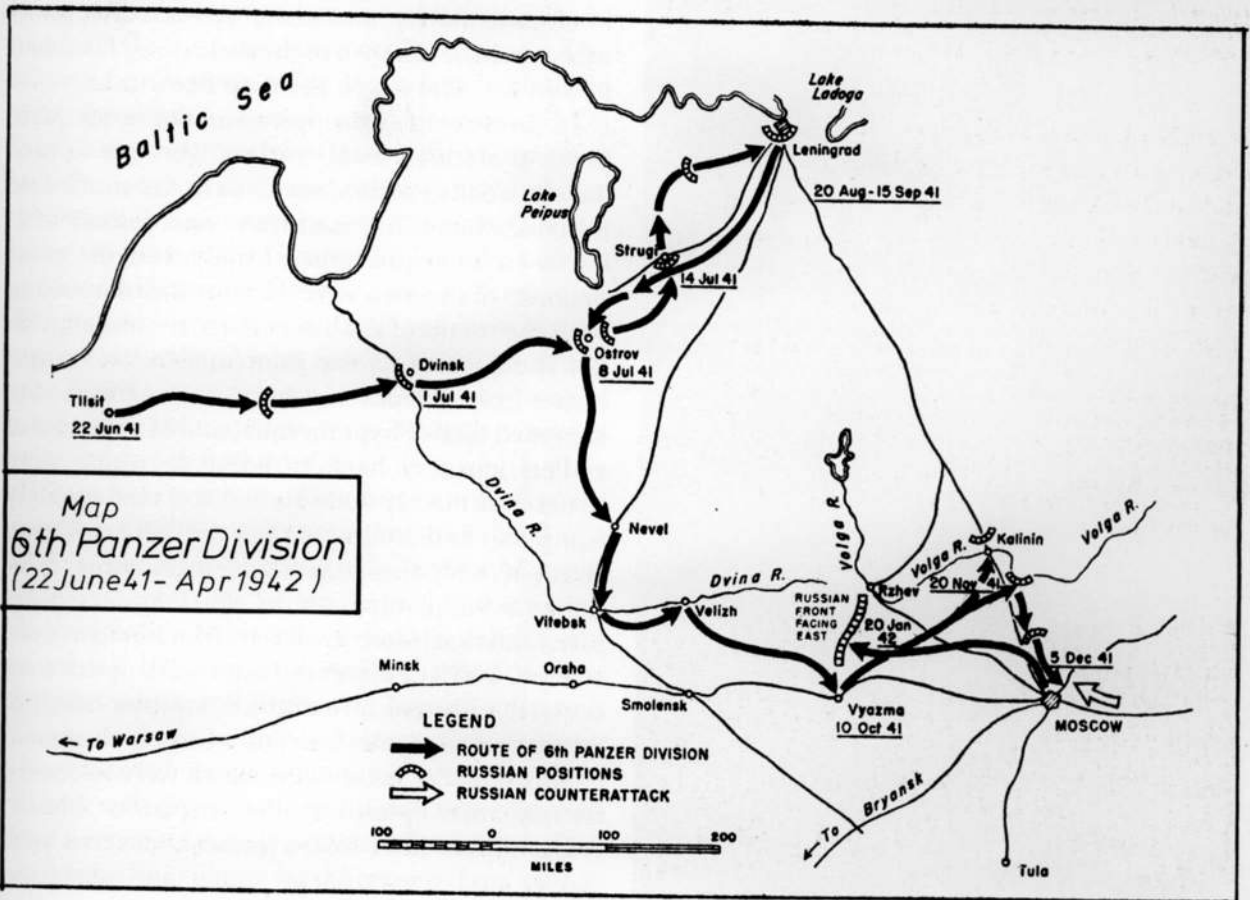 Baltic Sea
Lake Ladoga
Leningrad
20 Aug-15 Sep 41
Lake Peipus
Strugi
14 Jul 41
Ostrov
8 Jul 41
Dvinsk
1 Jul 41
Tilsit
22 Jun 41
Map
6th Panzer Division
(22 June 41 - Apr 1942)
Dvina R.
Nevel
Volga R.
Kalinin
Volga R.
Volga R.
20 Nov 41
Dvina R.
Rzhev
Velizh
Vitebsk
RUSSIAN
FRONT
FACING
EAST
20 Jan
42
5 Dec 41
Minsk
Orsha
Smolensk
Vyazma
10 Oct 41
MOSCOW
To Warsaw
LEGEND
ROUTE OF 6th PANZER DIVISION
RUSSIAN POSITIONS
RUSSIAN COUNTERATTACK
To Bryansk
100 0 100 200
MILES
Tula